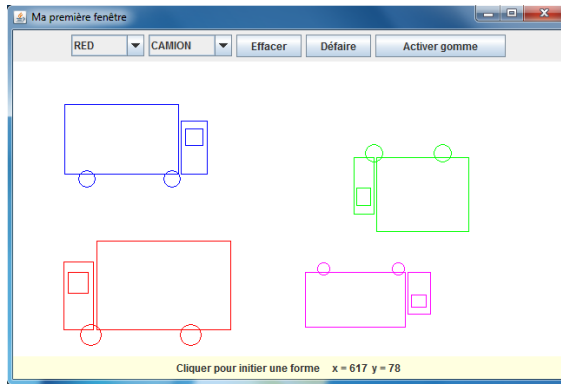 Ma première fenêtre
RED CAMION Effacer Défaire Activer gomme
Cliquer pour initier une forme x = 617 y = 78